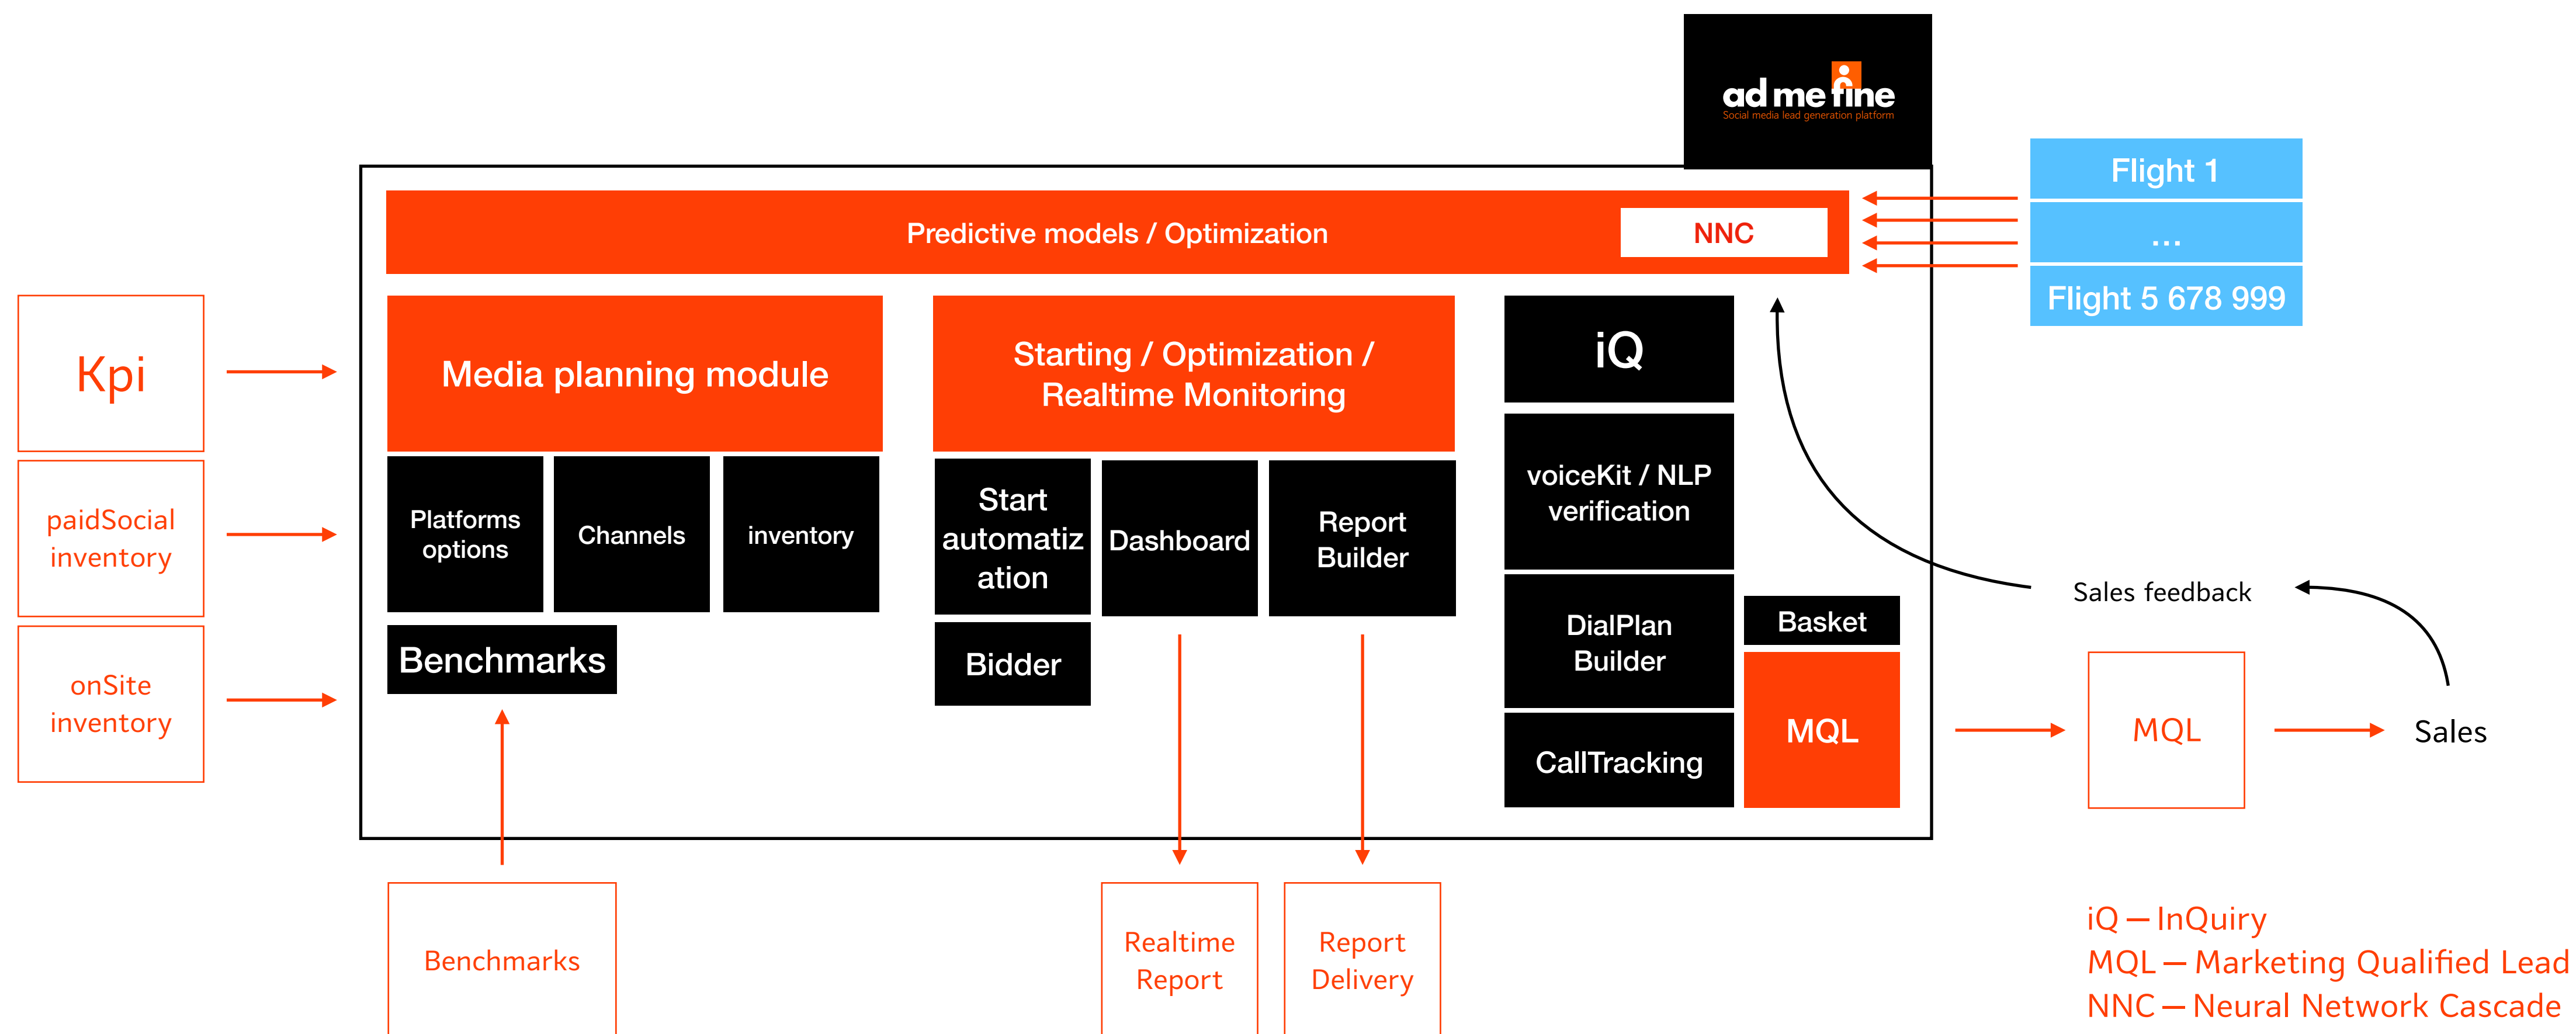 ad me fine
Social media lead generation platform
Flight 1
...
Flight 5 678 999
Predictive models / Optimization
NNC
Kpi
paidSocial
inventory
onSite
inventory
Media planning module
Platforms
options
Channels
inventory
Benchmarks
Starting / Optimization /
Realtime Monitoring
Start
automatiz
ation
Dashboard
Report
Builder
Bidder
iQ
voiceKit / NLP
verification
DialPlan
Builder
CallTracking
Basket
MQL
Sales feedback
MQL
Sales
Benchmarks
Realtime
Report
Report
Delivery
iQ — InQuiry
MQL — Marketing Qualified Lead
NNC — Neural Network Cascade